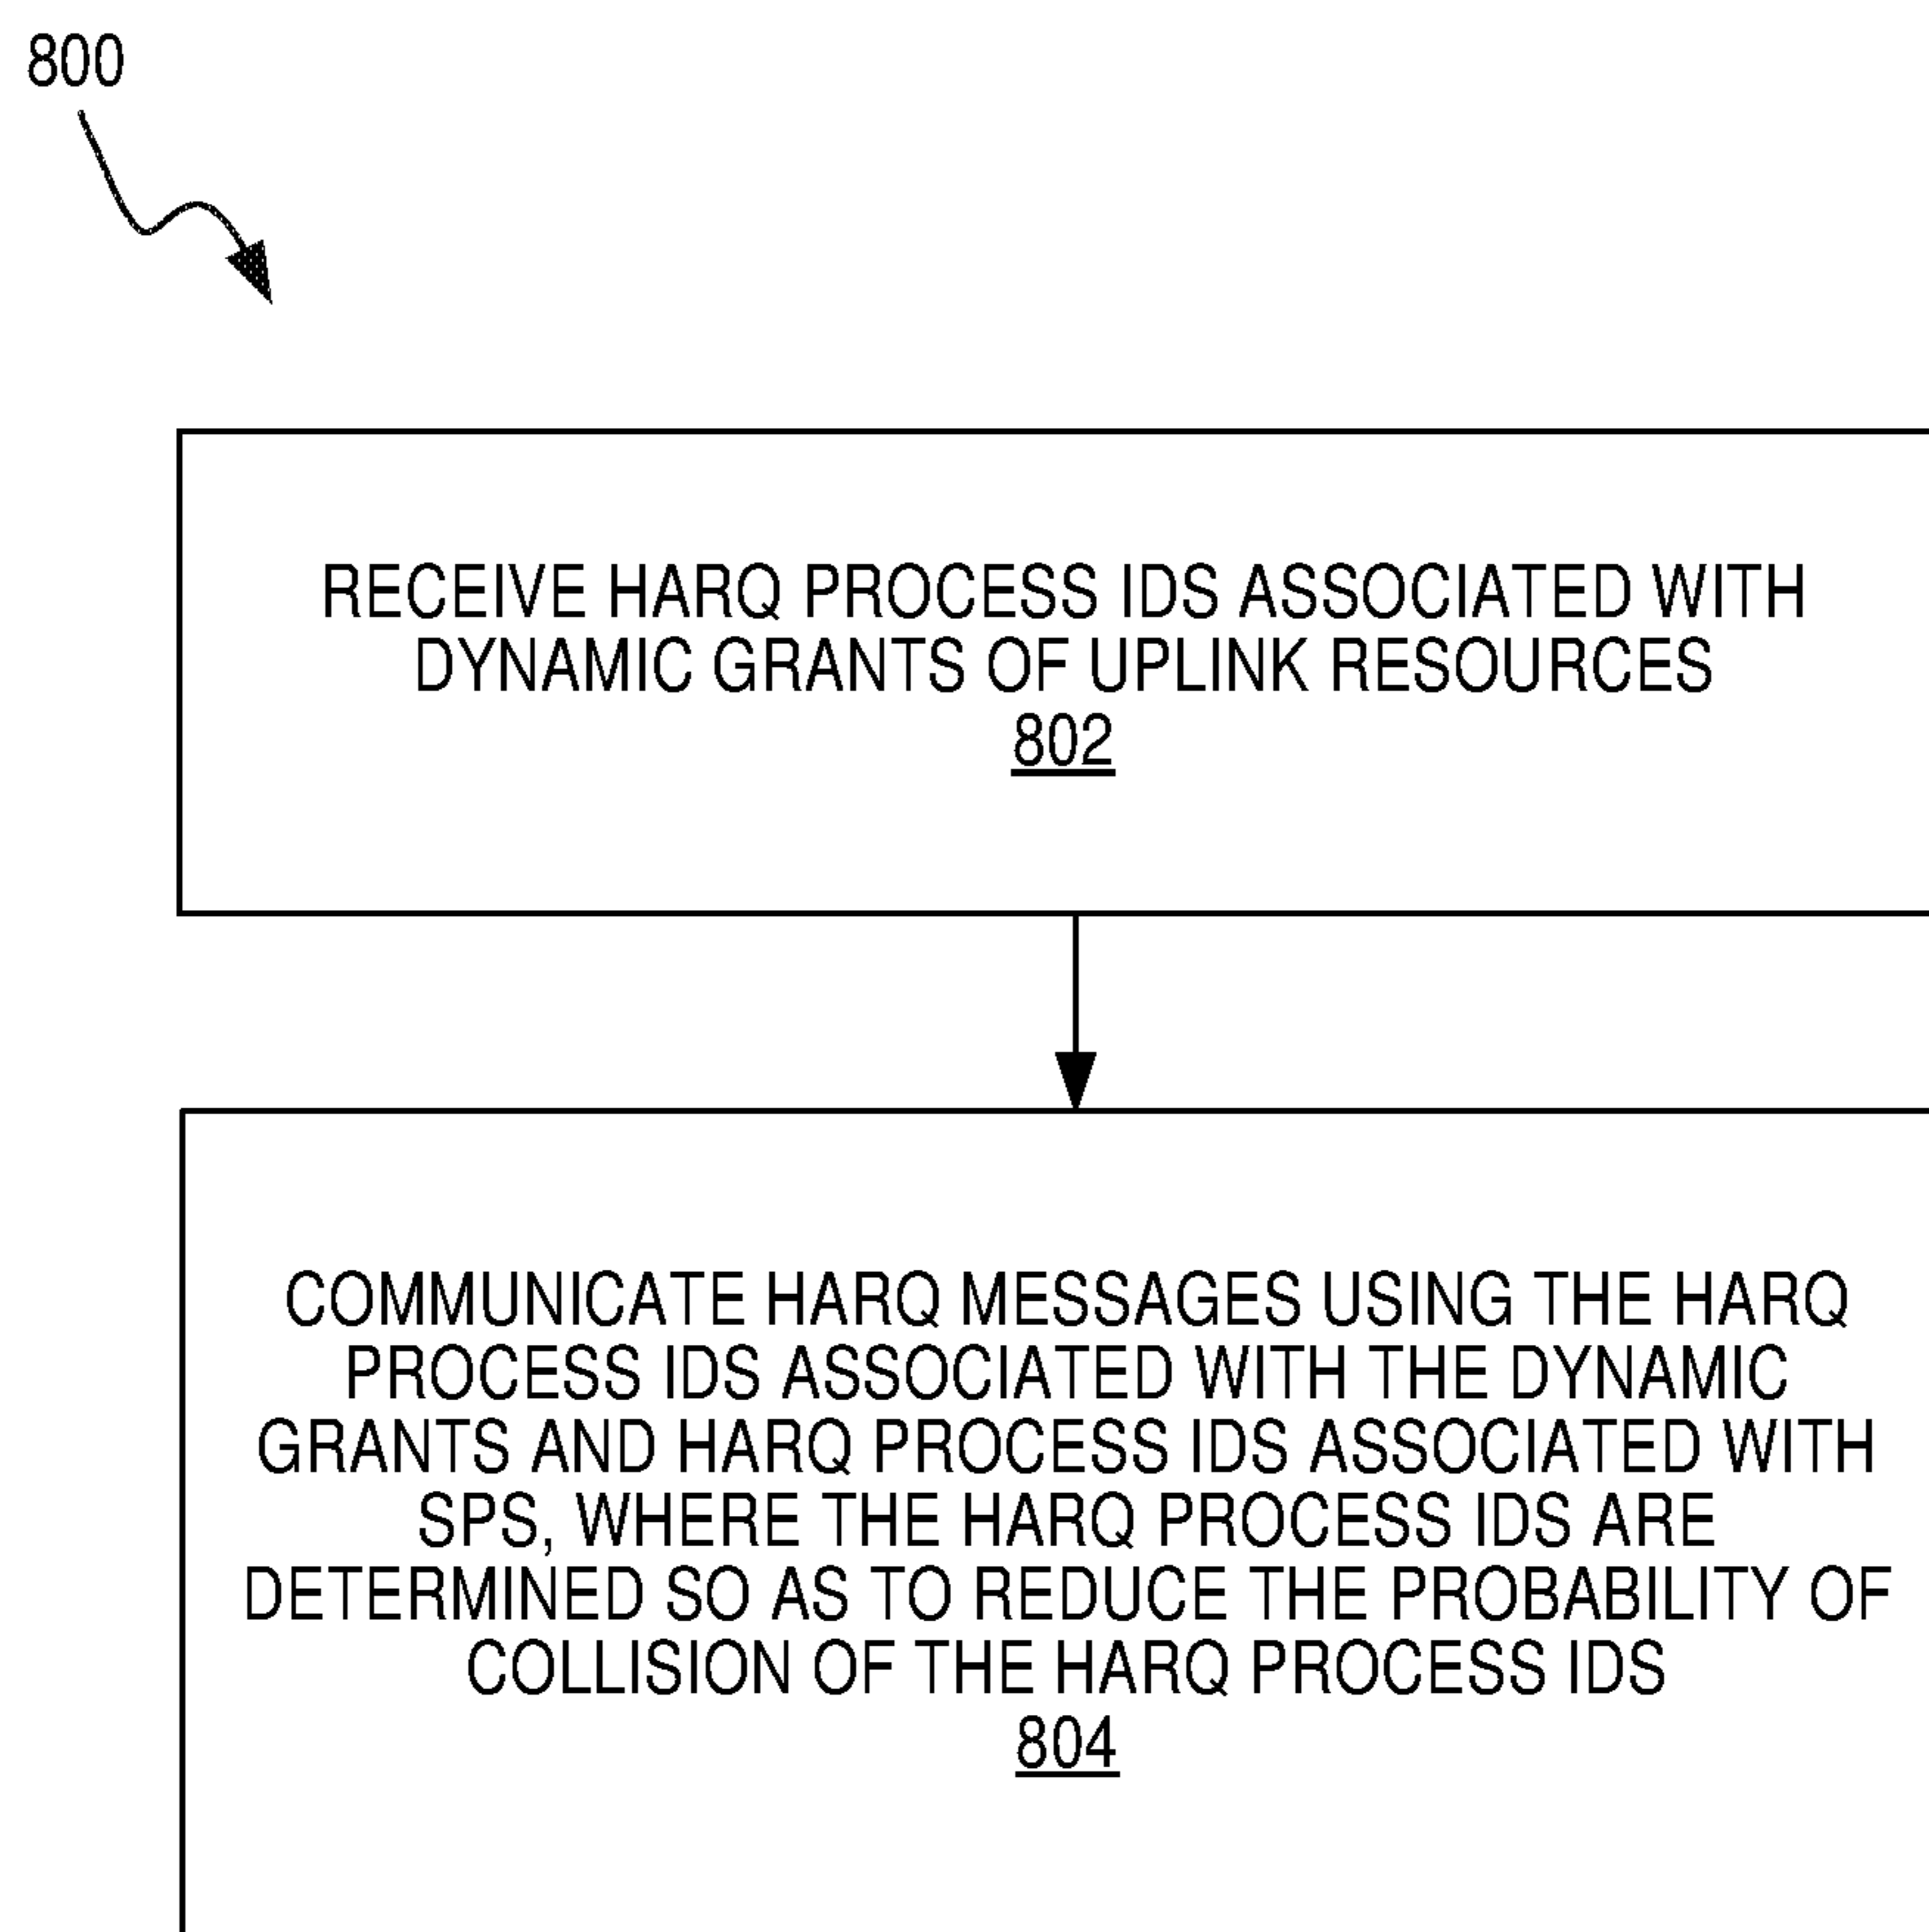 800
RECEIVE HARQ PROCESS IDS ASSOCIATED WITH
DYNAMIC GRANTS OF UPLINK RESOURCES
802
COMMUNICATE HARQ MESSAGES USING THE HARQ
PROCESS IDS ASSOCIATED WITH THE DYNAMIC
GRANTS AND HARQ PROCESS IDS ASSOCIATED WITH
SPS, WHERE THE HARQ PROCESS IDS ARE
DETERMINED SO AS TO REDUCE THE PROBABILITY OF
COLLISION OF THE HARQ PROCESS IDS
804